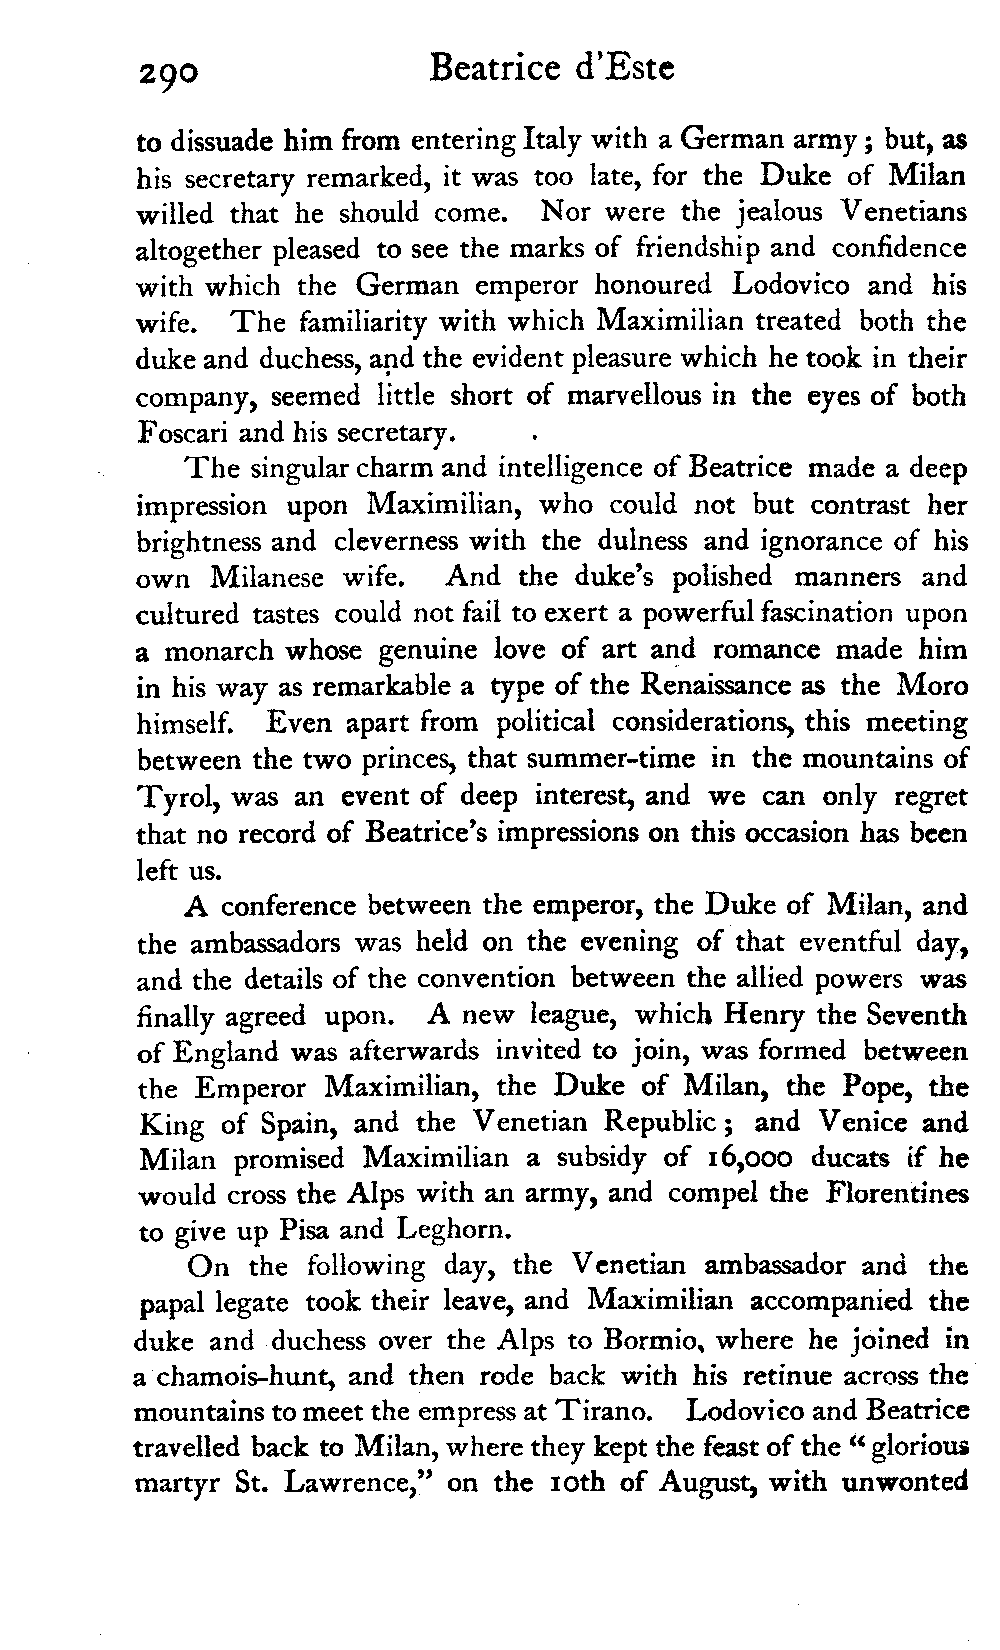 290 Beatrice d'Este
to dissuade him from entering Italy with a German army; but, as
his secretary remarked, it was too late, for the Duke of Milan
willed that he should come. Nor were the jealous Venetians
altogether pleased to see the marks of friendship and confidence
with which the German emperor honoured Lodovico and his
wife. The familiarity with which Maximilian treated both the
duke and duchess, and the evident pleasure which he took in their
company, seemed little short of marvellous in the eyes of both
Foscari and his secretary.
The singular charm and intelligence of Beatrice made a deep
impression upon Maximilian, who could not but contrast her
brightness and cleverness with the dulness and ignorance of his
own Milanese wife. And the duke's polished manners and
cultured tastes could not fail to exert a powerful fascination upon
a monarch whose genuine love of art and romance made him
in his way as remarkable a type of the Renaissance as the Moro
himself. Even apart from political considerations, this meeting
between the two princes, that summer-time in the mountains of
Tyrol, was an event of deep interest, and we can only regret
that no record of Beatrice's impressions on this occasion has been
left us.
A conference between the emperor, the Duke of Milan, and
the ambassadors was held on the evening of that eventful day,
and the details of the convention between the allied powers was
finally agreed upon. A new league, which Henry the Seventh
of England was afterwards invited to join, was formed between
the Emperor Maximilian, the Duke of Milan, the Pope, the
King of Spain, and the Venetian Republic; and Venice and
Milan promised Maximilian a subsidy of 16,000 ducats if he
would cross the Alps with an army, and compel the Florentines
to give up Pisa and Leghorn.
On the following day, the Venetian ambassador and the
papal legate took their leave, and Maximilian accompanied the
duke and duchess over the Alps to Bormio, where he joined in
a chamois-hunt, and then rode back with his retinue across the
mountains to meet the empress at Tirano. Lodovico and Beatrice
travelled back to Milan, where they kept the feast of the "glorious
martyr St. Lawrence," on the 10th of August, with unwonted